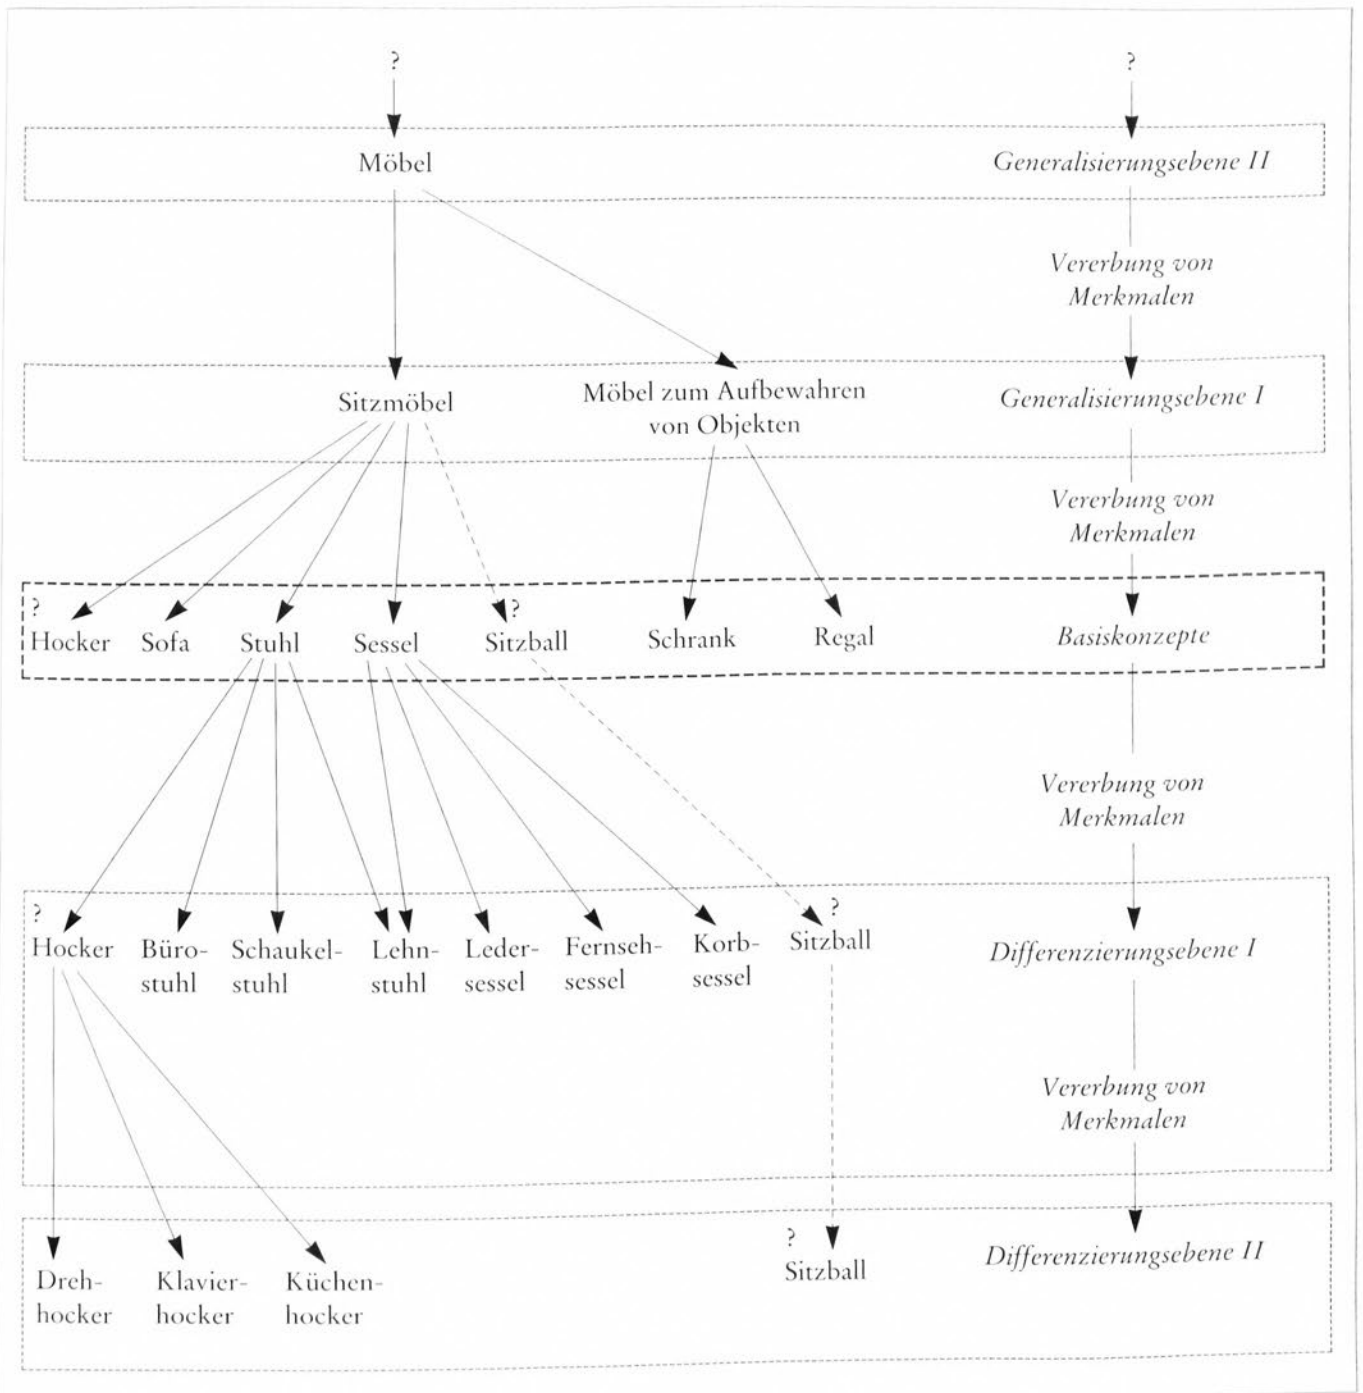 ?
?
Möbel
Generalisierungsebene II
Vererbung von
Merkmalen
Sitzmöbel
Möbel zum Aufbewahren
von Objekten
Generalisierungsebene I
Vererbung von
Merkmalen
?
Hocker
Sofa
Stuhl
Sessel
?
Sitzball
Schrank
Regal
Basiskonzepte
Vererbung von
Merkmalen
?
Hocker
Büro-
stuhl
Schaukel-
stuhl
Lehn-
stuhl
Leder-
sessel
Fernseh-
sessel
Korb-
sessel
?
Sitzball
Differenzierungsebene I
Vererbung von
Merkmalen
Dreh-
hocker
Klavier-
hocker
Küchen-
hocker
?
Sitzball
Differenzierungsebene II